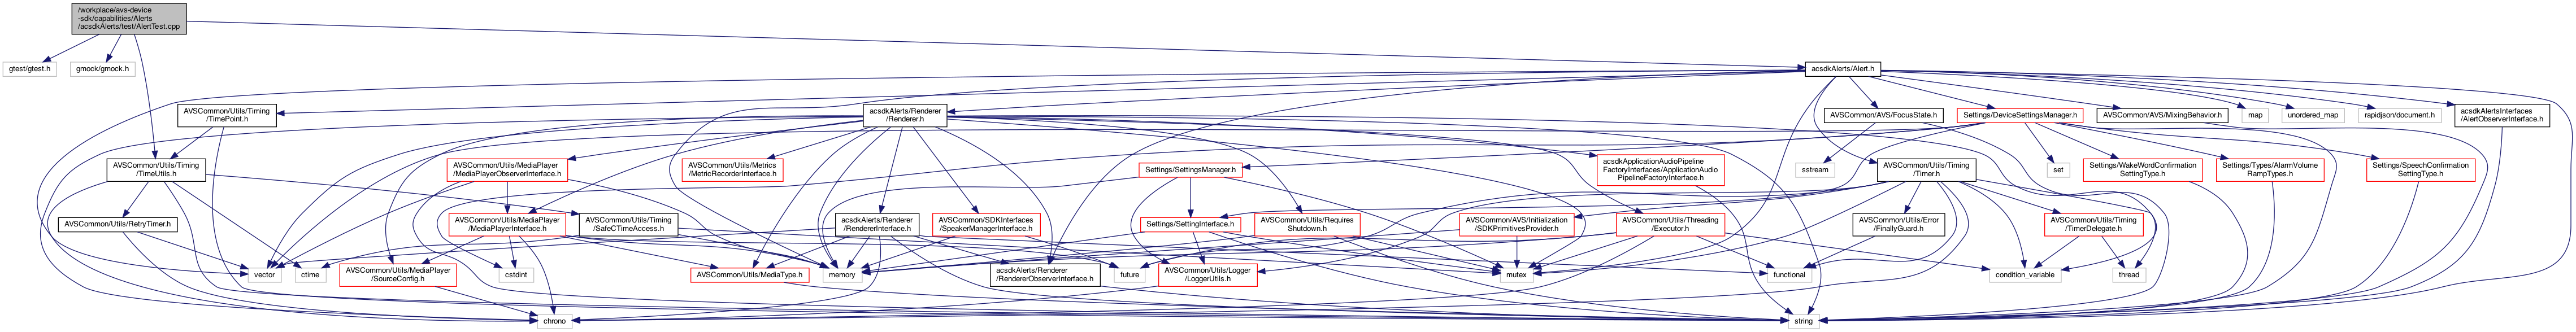 /workplace/avs-device
-sdk/capabilities/Alerts
/acsdkAlerts/test/AlertTest.cpp
gtest/gtest.h
gmock/gmock.h
acsdkAlerts/Alert.h
AVSCommon/Utils/Timing
/TimePoint.h
acsdkAlerts/Renderer
/Renderer.h
AVSCommon/AVS/FocusState.h
Settings/DeviceSettingsManager.h
AVSCommon/AVS/MixingBehavior.h
map
unordered_map
rapidjson/document.h
acsdkAlertsInterfaces
/AlertObserverInterface.h
AVSCommon/Utils/Timing
/TimeUtils.h
AVSCommon/Utils/MediaPlayer
/MediaPlayerObserverInterface.h
AVSCommon/Utils/Metrics
/MetricRecorderInterface.h
Settings/SettingsManager.h
acsdkApplicationAudioPipeline
FactoryInterfaces/ApplicationAudio
PipelineFactoryInterface.h
sstream
AVSCommon/Utils/Timing
/Timer.h
set
Settings/WakeWordConfirmation
SettingType.h
Settings/Types/AlarmVolume
RampTypes.h
Settings/SpeechConfirmation
SettingType.h
AVSCommon/Utils/RetryTimer.h
AVSCommon/Utils/MediaPlayer
/MediaPlayerInterface.h
AVSCommon/Utils/Timing
/SafeCTimeAccess.h
acsdkAlerts/Renderer
/RendererInterface.h
AVSCommon/SDKInterfaces
/SpeakerManagerInterface.h
Settings/SettingInterface.h
AVSCommon/Utils/Requires
Shutdown.h
AVSCommon/AVS/Initialization
/SDKPrimitivesProvider.h
AVSCommon/Utils/Threading
/Executor.h
AVSCommon/Utils/Error
/FinallyGuard.h
AVSCommon/Utils/Timing
/TimerDelegate.h
vector
ctime
AVSCommon/Utils/MediaPlayer
/SourceConfig.h
cstdint
AVSCommon/Utils/MediaType.h
memory
acsdkAlerts/Renderer
/RendererObserverInterface.h
future
AVSCommon/Utils/Logger
/LoggerUtils.h
mutex
functional
condition_variable
thread
chrono
string